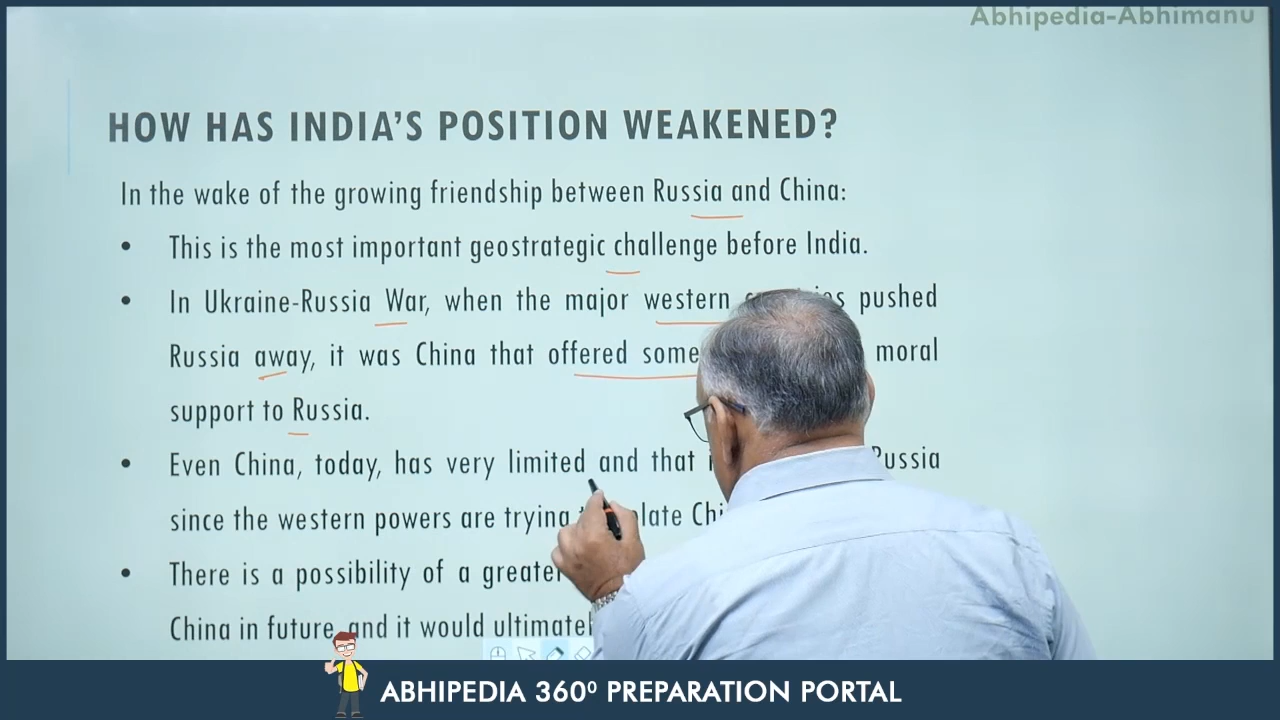 Abhipedia-Abhimanu
HOW HAS INDIA'S POSITION WEAKENED?
In the wake of the growing friendship between Russia and China:
• This is the most important geostrategic challenge before India.
• In Ukraine-Russia War, when the major western pushed
Russia away, it was China that offered some moral
support to Russia.
• Even China, today, has very limited and that Russia
since the western powers are trying
• There is a possibility of a greater
China in future, and it would
ABHIPEDIA 360⁰ PREPARATION PORTAL